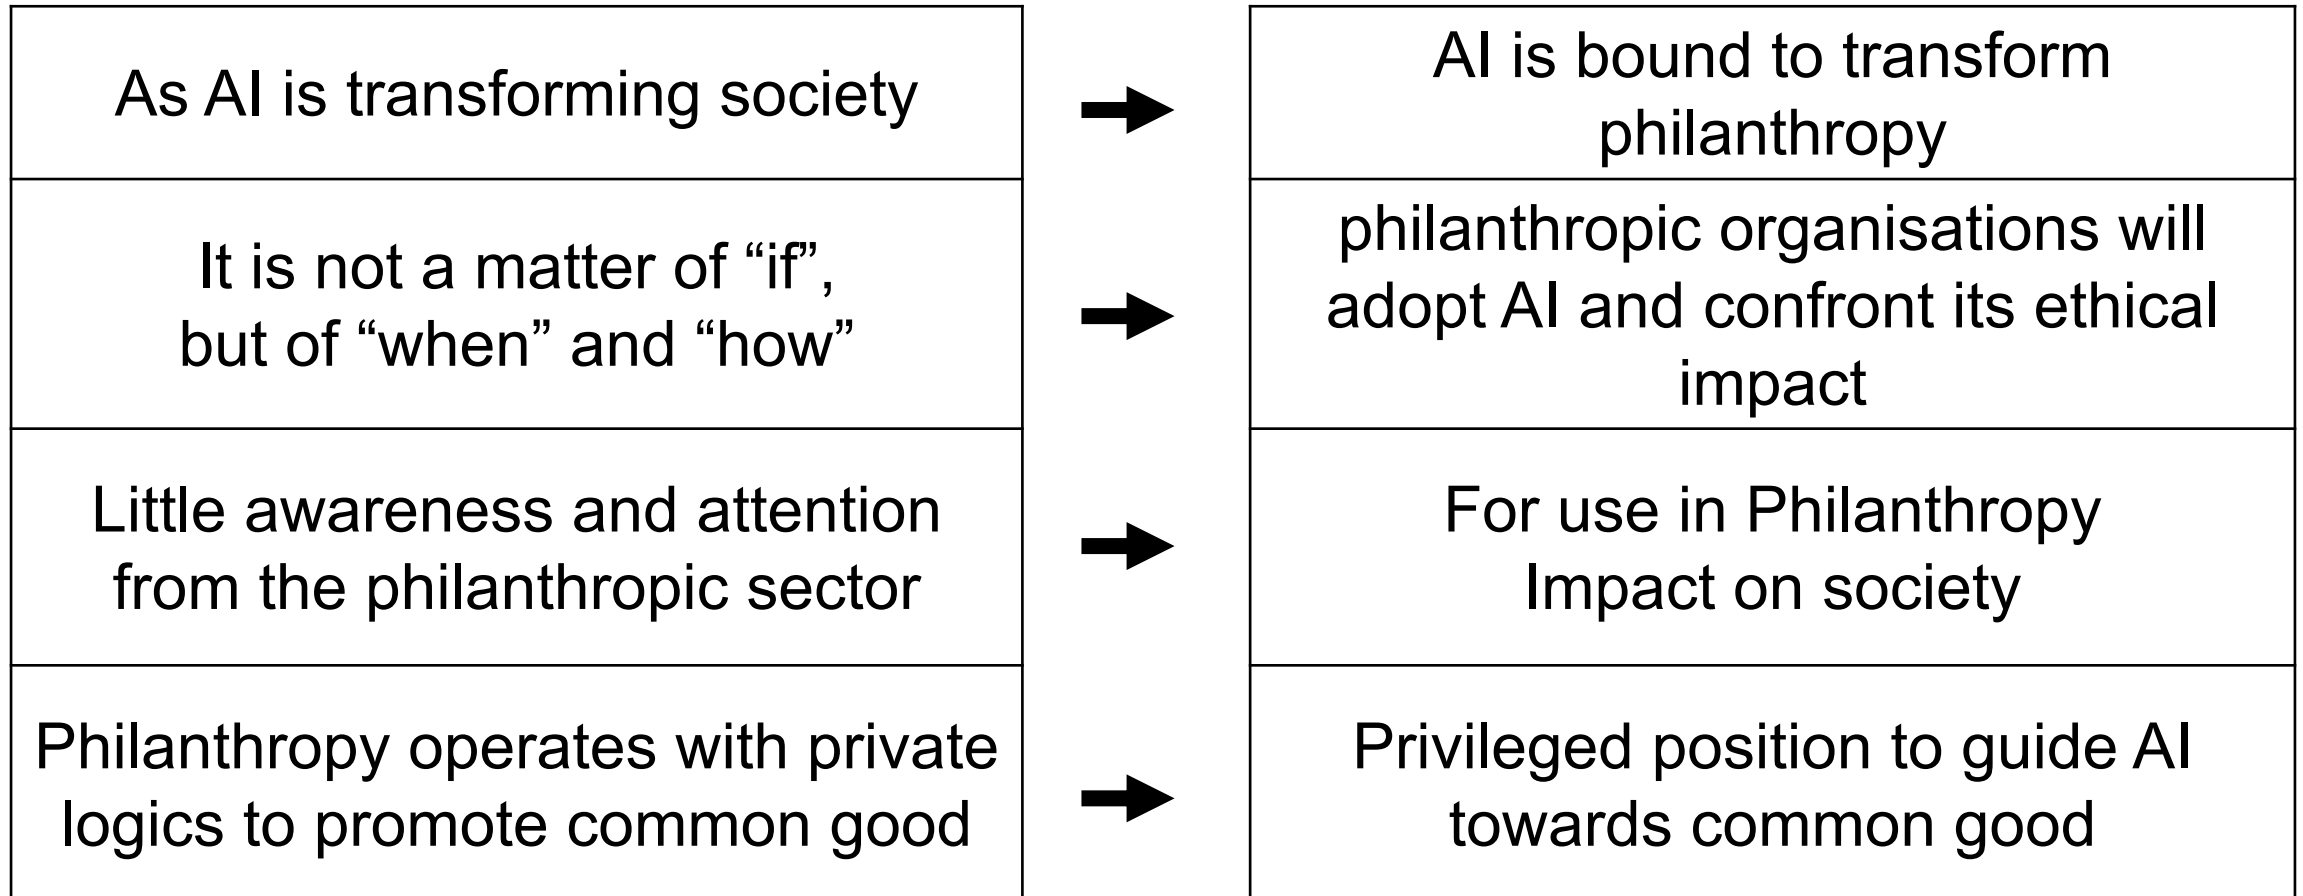 As AI is transforming society
AI is bound to transform
philanthropy
It is not a matter of “if”,
but of “when” and “how”
philanthropic organisations will
adopt AI and confront its ethical
impact
Little awareness and attention
from the philanthropic sector
For use in Philanthropy
Impact on society
Philanthropy operates with private
logics to promote common good
Privileged position to guide AI
towards common good